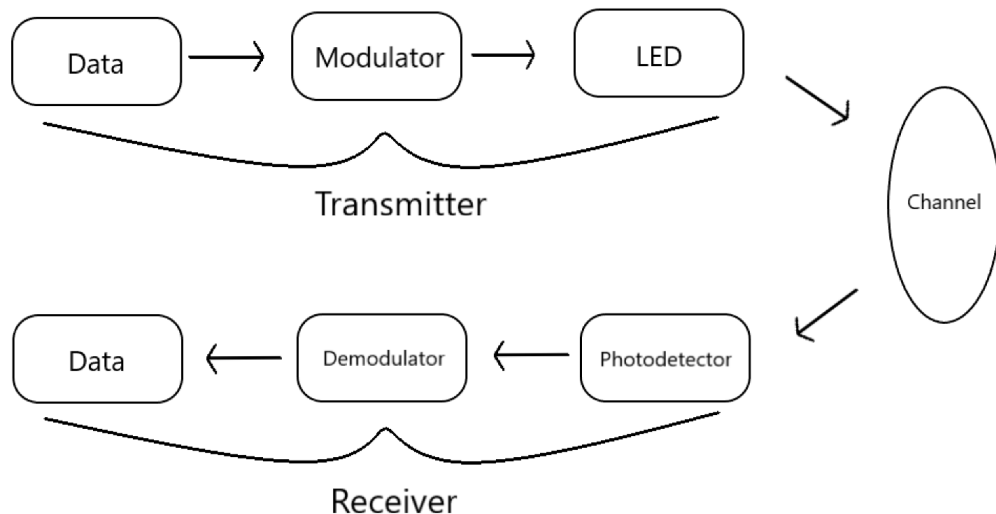 Data
Modulator
LED
Transmitter
Channel
Data
Demodulator
Photodetector
Receiver